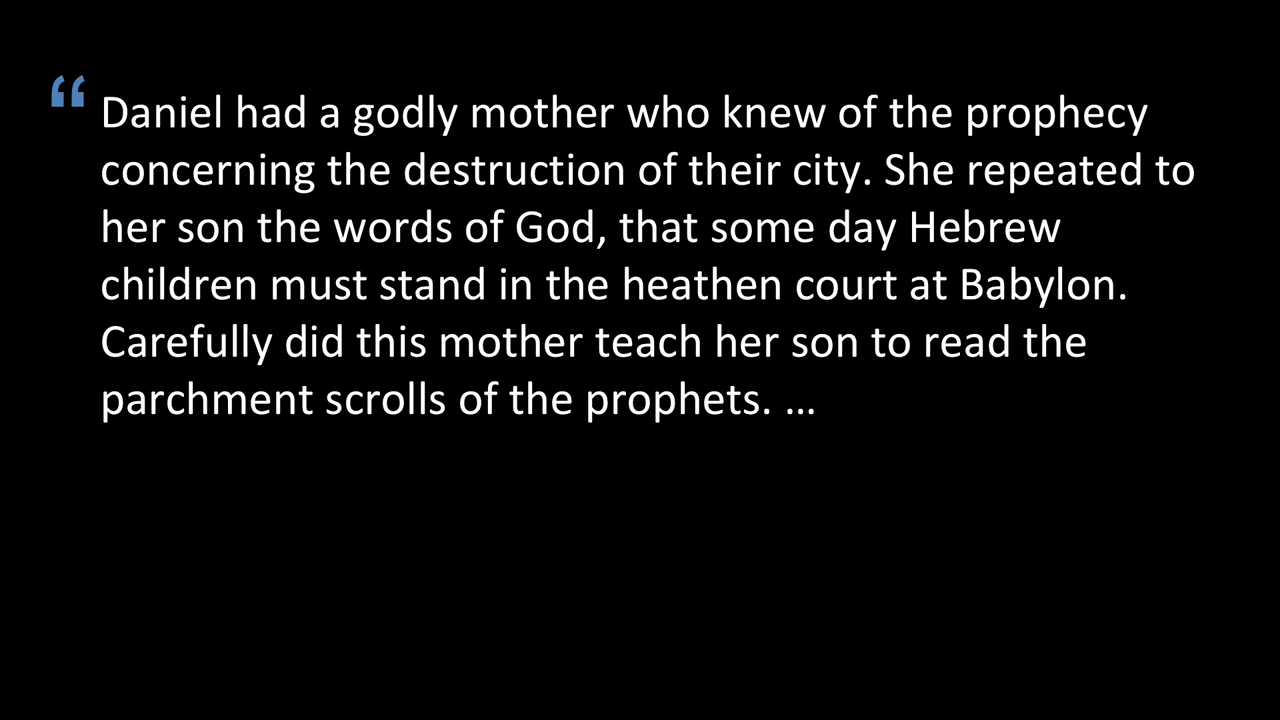 “ Daniel had a godly mother who knew of the prophecy
concerning the destruction of their city. She repeated to
her son the words of God, that some day Hebrew
children must stand in the heathen court at Babylon.
Carefully did this mother teach her son to read the
parchment scrolls of the prophets. …